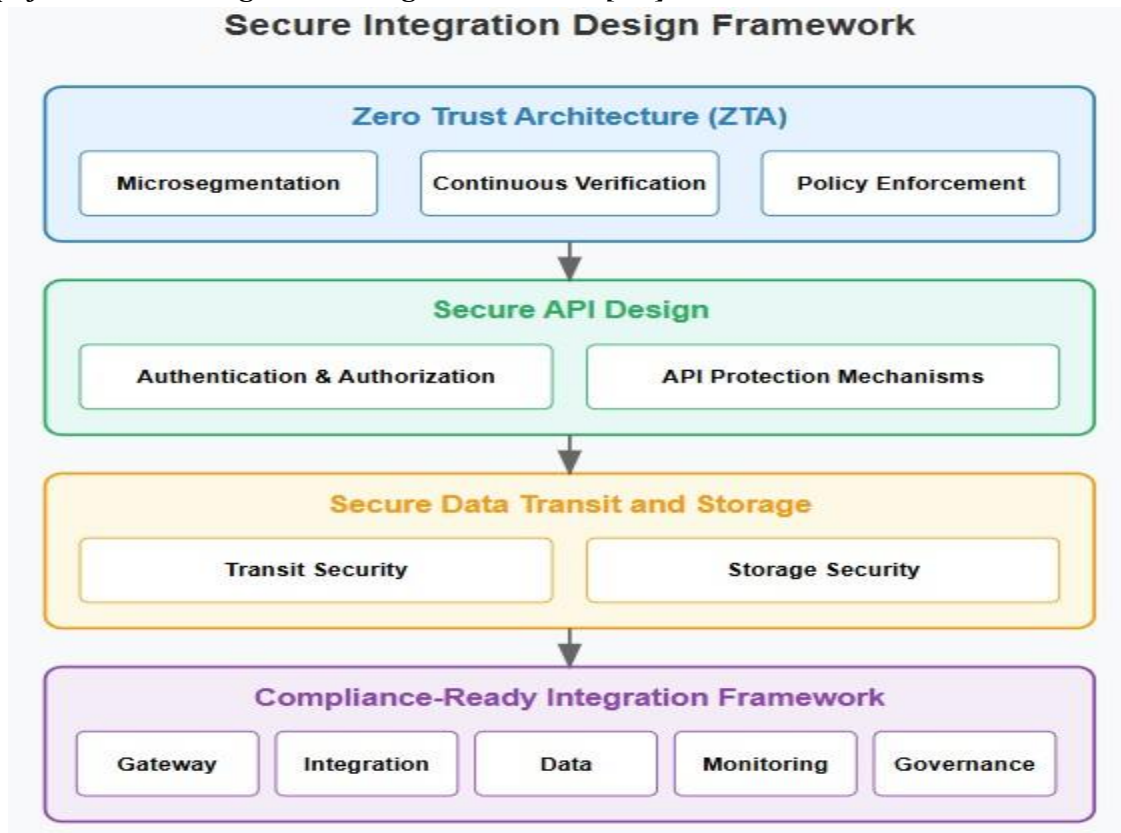 Secure Integration Design Framework
Zero Trust Architecture (ZTA)
Microsegmentation
Continuous Verification
Policy Enforcement
Secure API Design
Authentication & Authorization
API Protection Mechanisms
Secure Data Transit and Storage
Transit Security
Storage Security
Compliance-Ready Integration Framework
Gateway
Integration
Data
Monitoring
Governance